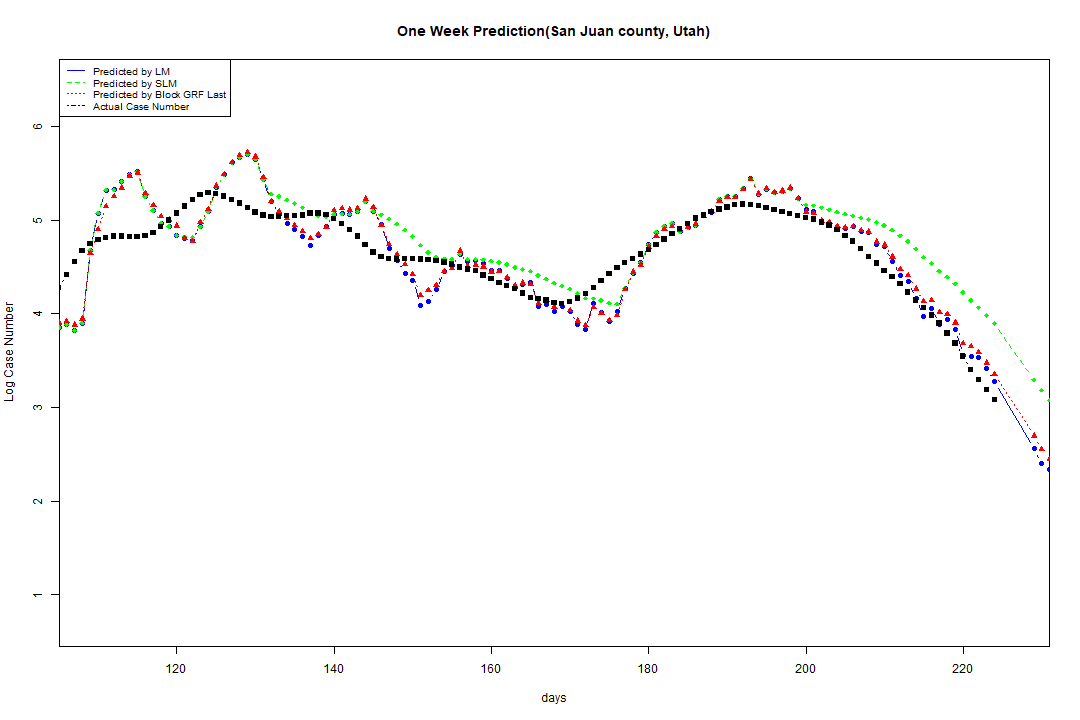 One Week Prediction(San Juan county, Utah)
Predicted by LM
Predicted by SLM
Predicted by Block GRF Last
Actual Case Number
6
5
4
3
2
1
Log Case Number
120 140 160 180 200 220
days